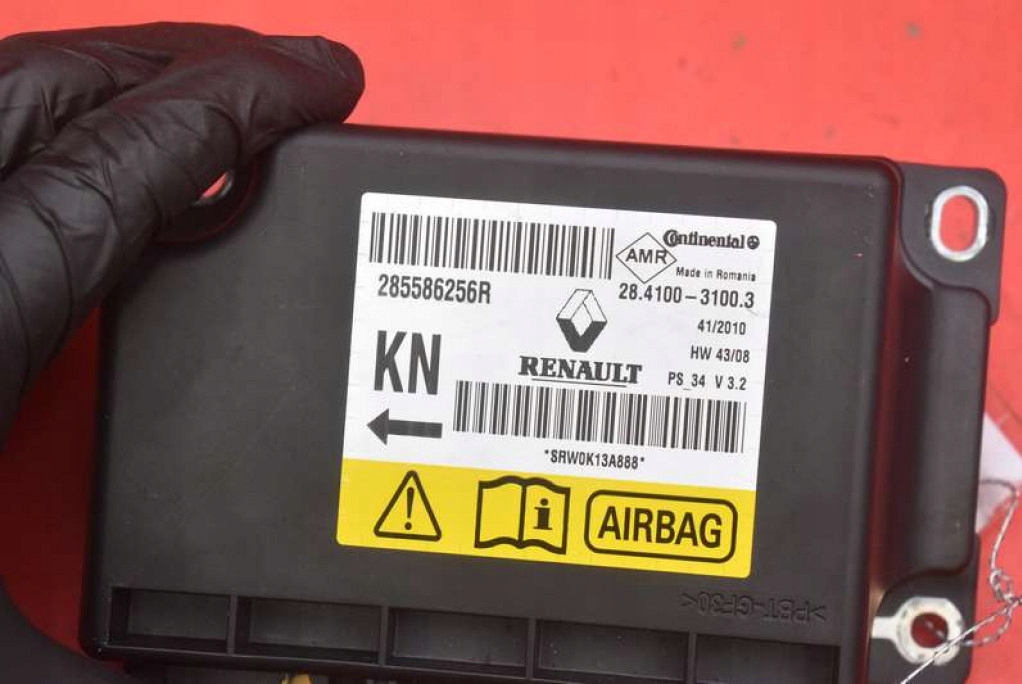 Continental
AMR
Made in Romania
285586256R
28.4100-3100.3
41/2010
HW 43/08
KN
RENAULT
PS_34 V 3.2
*SRW0K13A888*
i
AIRBAG
>PBT-GF30<